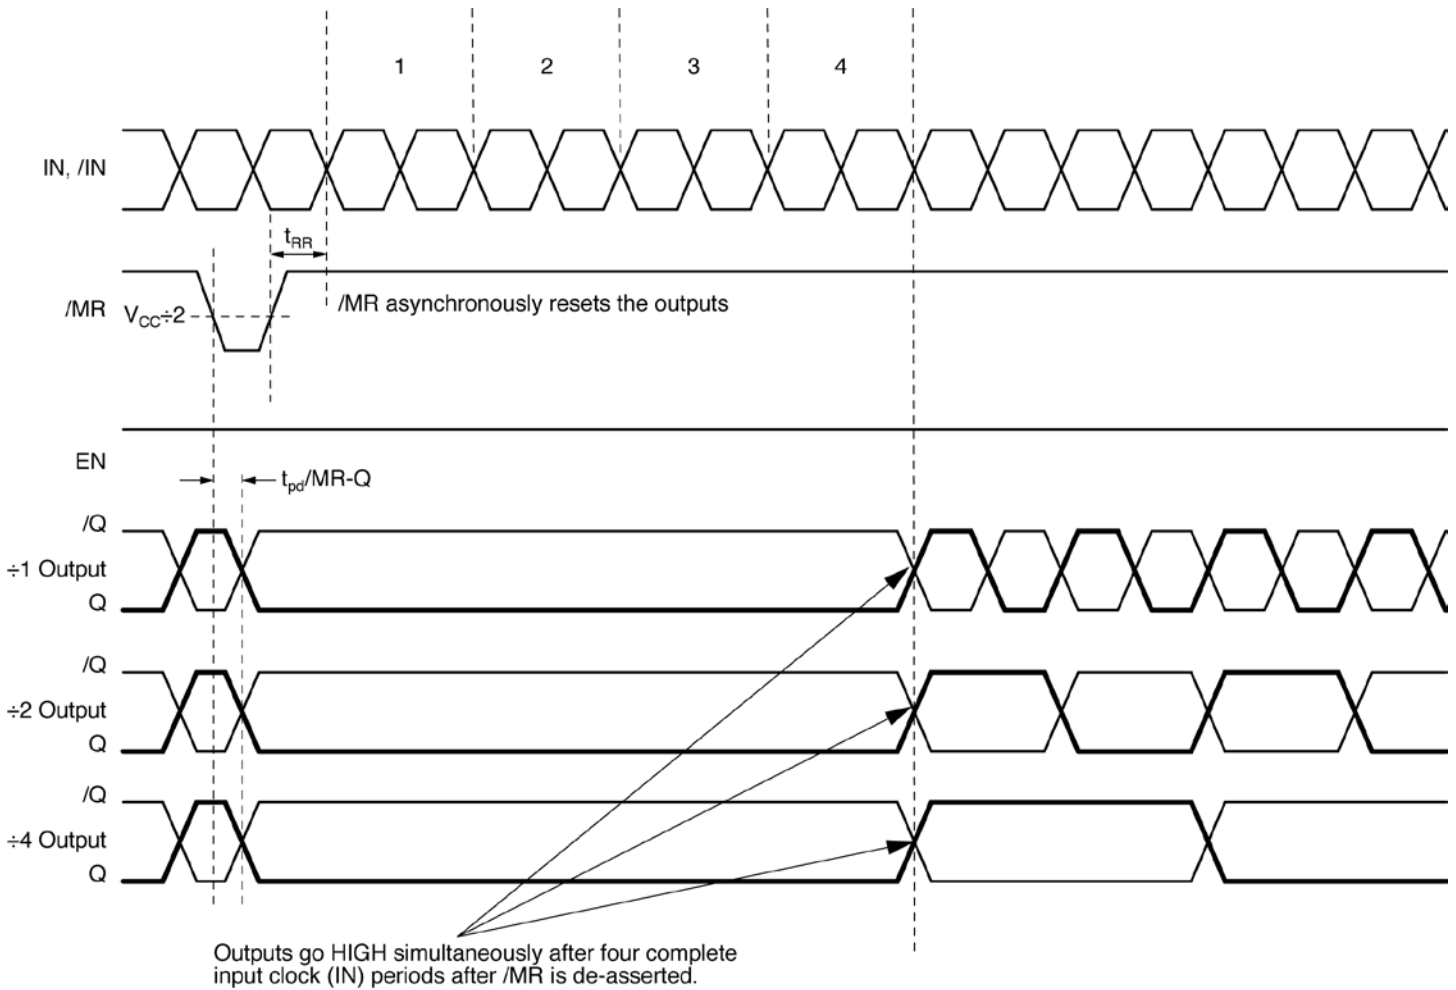 1 2 3 4
IN, /IN
tRR
/MR
VCC÷2
/MR asynchronously resets the outputs
EN
tpd/MR-Q
/Q
÷1 Output
Q
/Q
÷2 Output
Q
/Q
÷4 Output
Q
Outputs go HIGH simultaneously after four complete
input clock (IN) periods after /MR is de-asserted.